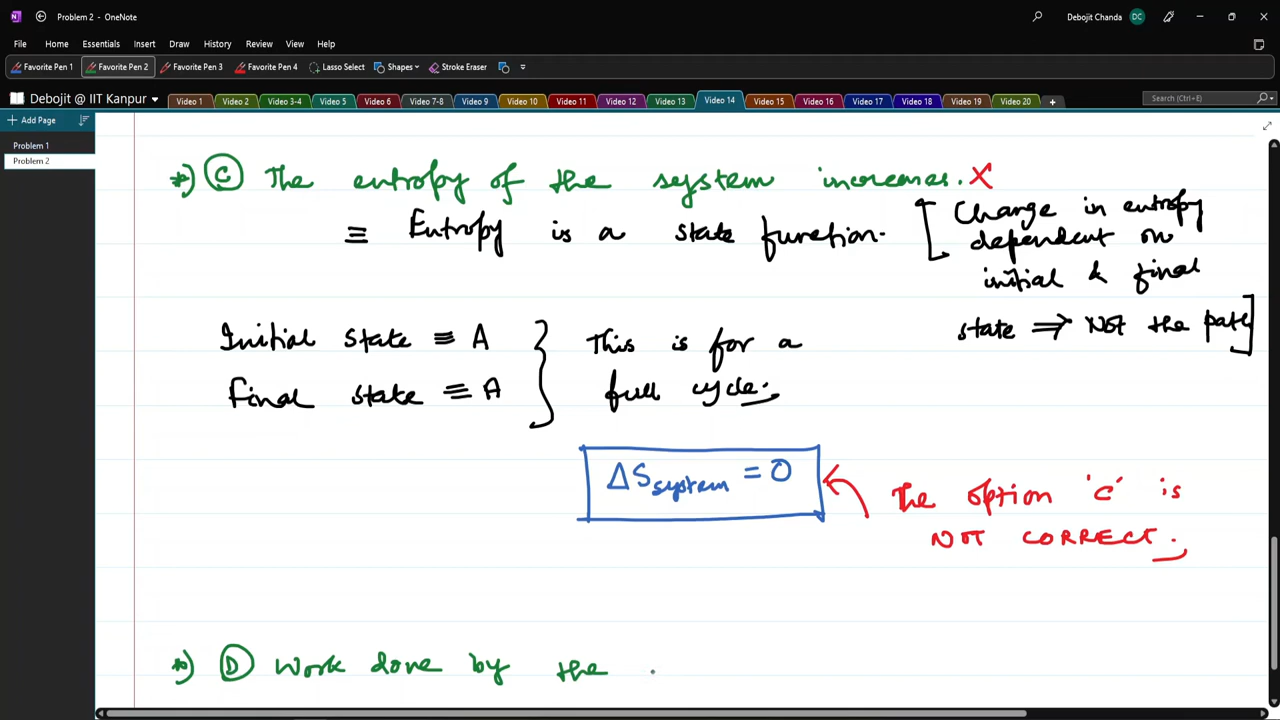 Problem 2 - OneNote
Debojit Chanda DC
File Home Essentials Insert Draw History Review View Help
Favorite Pen 1 Favorite Pen 2 Favorite Pen 3 Favorite Pen 4 Lasso Select Shapes Stroke Eraser
Debojit @ IIT Kanpur
Video 1 Video 2 Video 3-4 Video 5 Video 6 Video 7-8 Video 9 Video 10 Video 11 Video 12 Video 13 Video 14 Video 15 Video 16 Video 17 Video 18 Video 19 Video 20 +
Search (Ctrl+E)
+ Add Page
Problem 1
Problem 2
*) C The entropy of the system increases. X
≡ Entropy is a state function.
[Change in entropy
dependent on
initial & final
state ⇒ Not the path]
Initial state ≡ A
Final state ≡ A
} This is for a
full cycle.
ΔSsystem = 0
The option 'C' is
NOT CORRECT.
*) D Work done by the